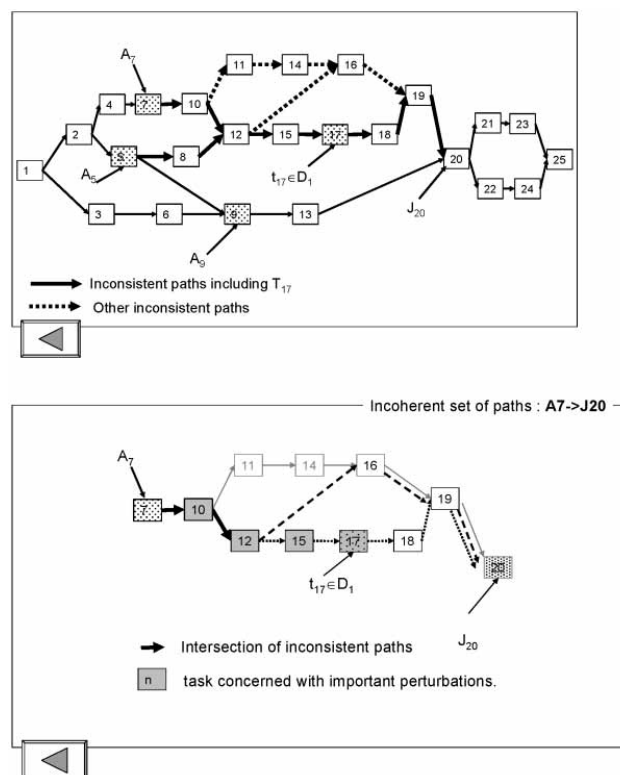 A7
11
14
16
4
7
10
19
2
12
15
17
18
21
23
5
8
20
25
1
A5
t17∈D1
22
24
3
6
9
13
J20
A9
Inconsistent paths including T17
Other inconsistent paths
Incoherent set of paths : A7->J20
A7
11
14
16
7
10
19
12
15
17
18
20
t17∈D1
J20
Intersection of inconsistent paths
n task concerned with important perturbations.